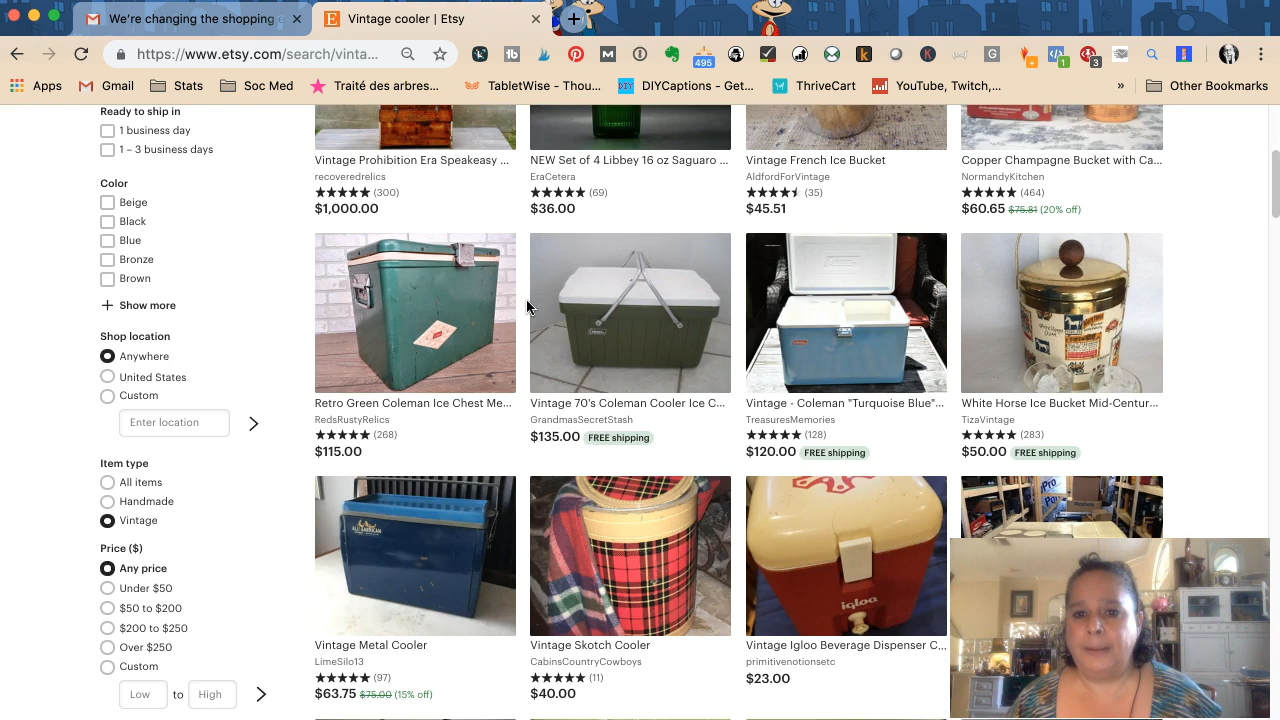 We're changing the shopping e
Vintage cooler | Etsy
https://www.etsy.com/search/vinta...
495
1
3
Apps
Gmail
Stats
Soc Med
Traité des arbres...
TabletWise - Thou...
DIYCaptions - Get...
ThriveCart
YouTube, Twitch,...
»
Other Bookmarks
Ready to ship in
1 business day
1 – 3 business days
Color
Beige
Black
Blue
Bronze
Brown
+ Show more
Shop location
Anywhere
United States
Custom
Enter location
Item type
All items
Handmade
Vintage
Price ($)
Any price
Under $50
$50 to $200
$200 to $250
Over $250
Custom
Low to High
Vintage Prohibition Era Speakeasy ...
recoveredrelics
(300)
$1,000.00
NEW Set of 4 Libbey 16 oz Saguaro ...
EraCetera
(69)
$36.00
Vintage French Ice Bucket
AldfordForVintage
(35)
$45.51
Copper Champagne Bucket with Ca...
NormandyKitchen
(464)
$60.65 $75.81 (20% off)
Retro Green Coleman Ice Chest Me...
RedsRustyRelics
(268)
$115.00
Vintage 70's Coleman Cooler Ice C...
GrandmasSecretStash
$135.00 FREE shipping
Vintage - Coleman "Turquoise Blue"...
TreasuresMemories
(128)
$120.00 FREE shipping
White Horse Ice Bucket Mid-Centur...
TizaVintage
(283)
$50.00 FREE shipping
Vintage Metal Cooler
LimeSilo13
(97)
$63.75 $75.00 (15% off)
Vintage Skotch Cooler
CabinsCountryCowboys
(11)
$40.00
igloo
Vintage Igloo Beverage Dispenser C...
primitivenotionsetc
$23.00